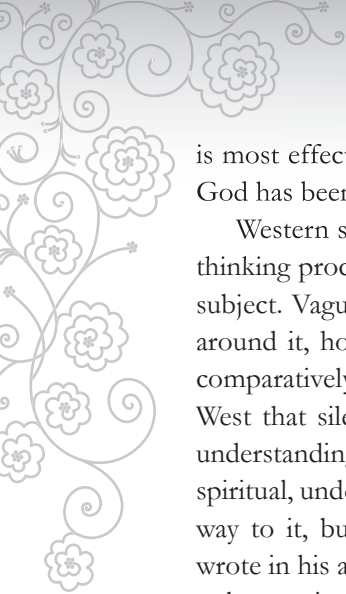 is most effect
God has been
Western s
thinking proc
subject. Vagu
around it, ho
comparatively
West that sile
understanding
spiritual, unde
way to it, bu
wrote in his a